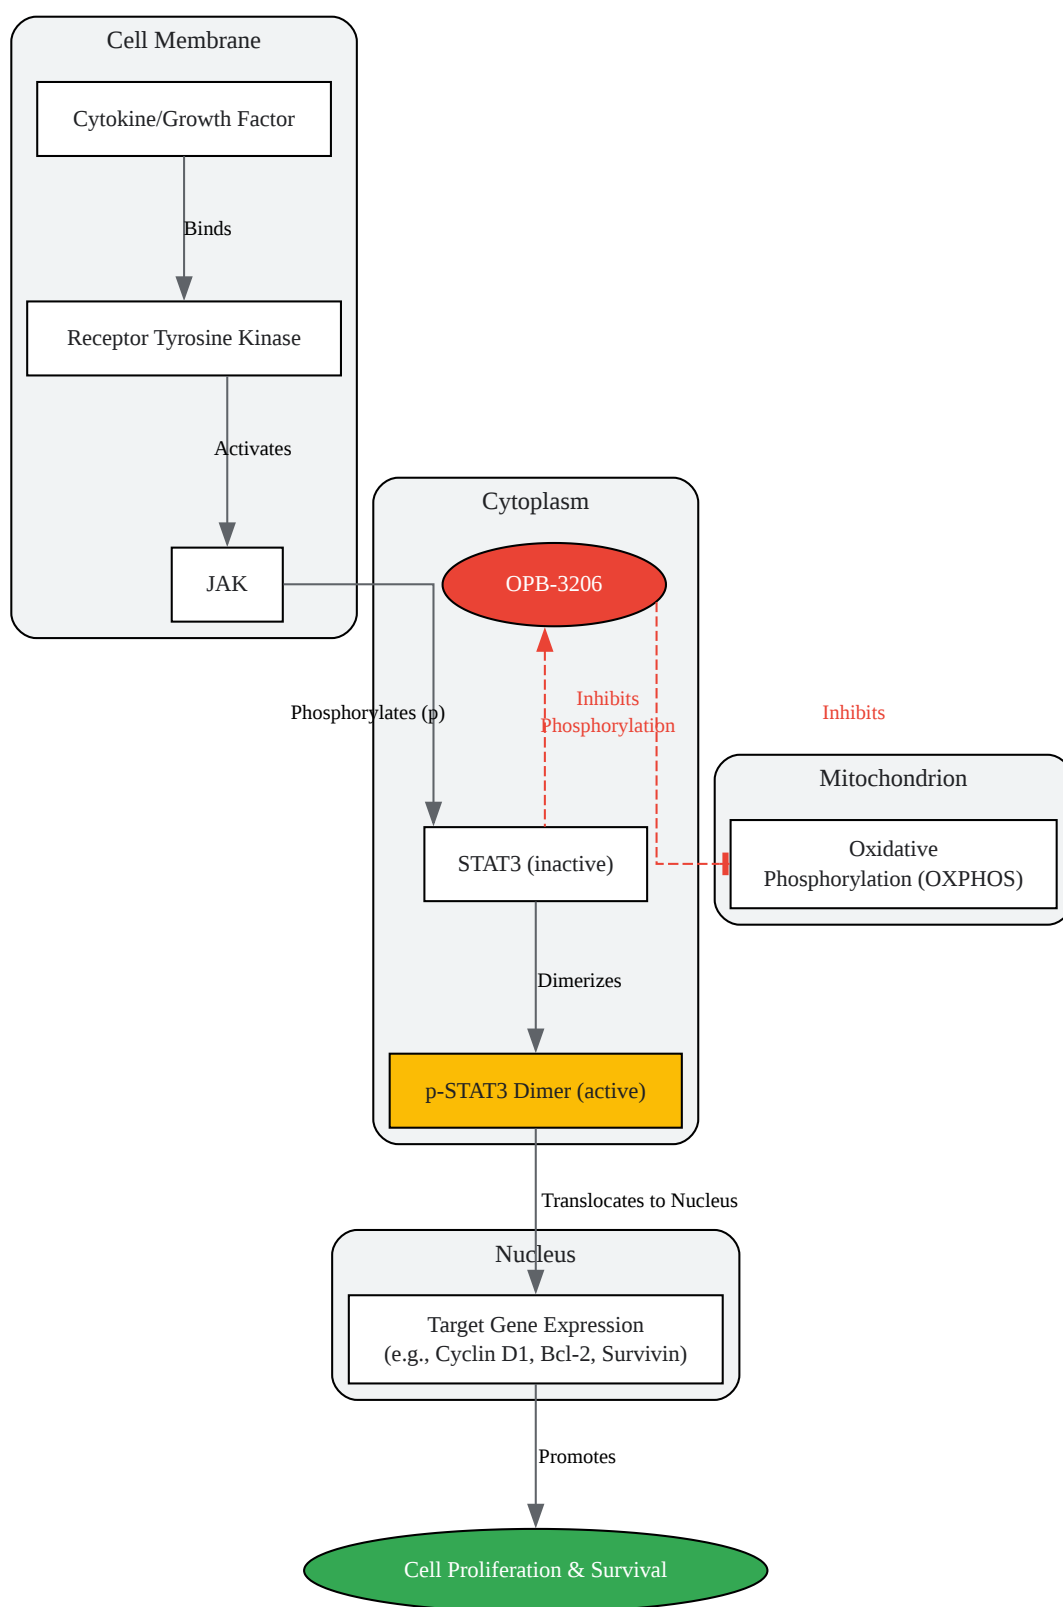 Cell Membrane
Cytokine/Growth Factor
Binds
Receptor Tyrosine Kinase
Activates
JAK
Cytoplasm
OPB-3206
Phosphorylates (p)
Inhibits
Phosphorylation
Inhibits
Mitochondrion
STAT3 (inactive)
Oxidative
Phosphorylation (OXPHOS)
Dimerizes
p-STAT3 Dimer (active)
Translocates to Nucleus
Nucleus
Target Gene Expression
(e.g., Cyclin D1, Bcl-2, Survivin)
Promotes
Cell Proliferation & Survival